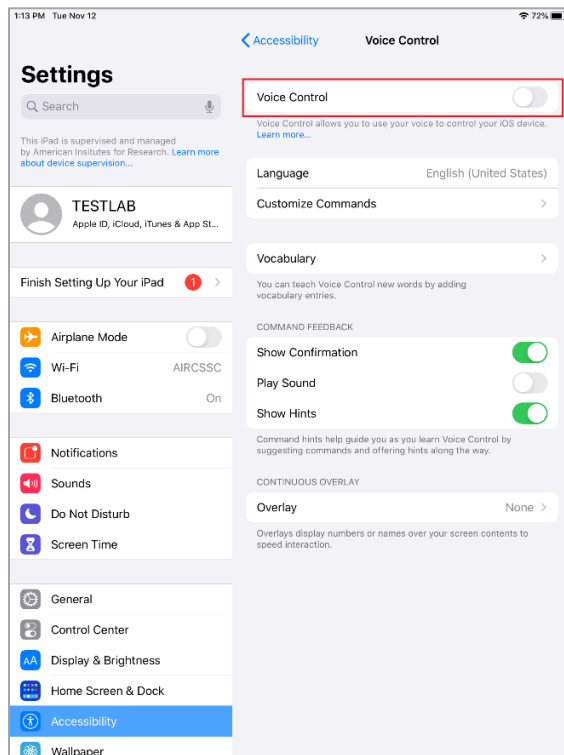 1:13 PM Tue Nov 12
72%
Settings
Search
This iPad is supervised and managed
by American Insitutes for Research. Learn more
about device supervision...
TESTLAB
Apple ID, iCloud, iTunes & App St...
Finish Setting Up Your iPad 1
Airplane Mode
Wi-Fi AIRCSSC
Bluetooth On
Notifications
Sounds
Do Not Disturb
Screen Time
General
Control Center
AA Display & Brightness
Home Screen & Dock
Accessibility
Wallpaper
Accessibility
Voice Control
Voice Control
Voice Control allows you to use your voice to control your iOS device.
Learn more...
Language English (United States)
Customize Commands
Vocabulary
You can teach Voice Control new words by adding
vocabulary entries.
COMMAND FEEDBACK
Show Confirmation
Play Sound
Show Hints
Command hints help guide you as you learn Voice Control by
suggesting commands and offering hints along the way.
CONTINUOUS OVERLAY
Overlay None
Overlays display numbers or names over your screen contents to
speed interaction.